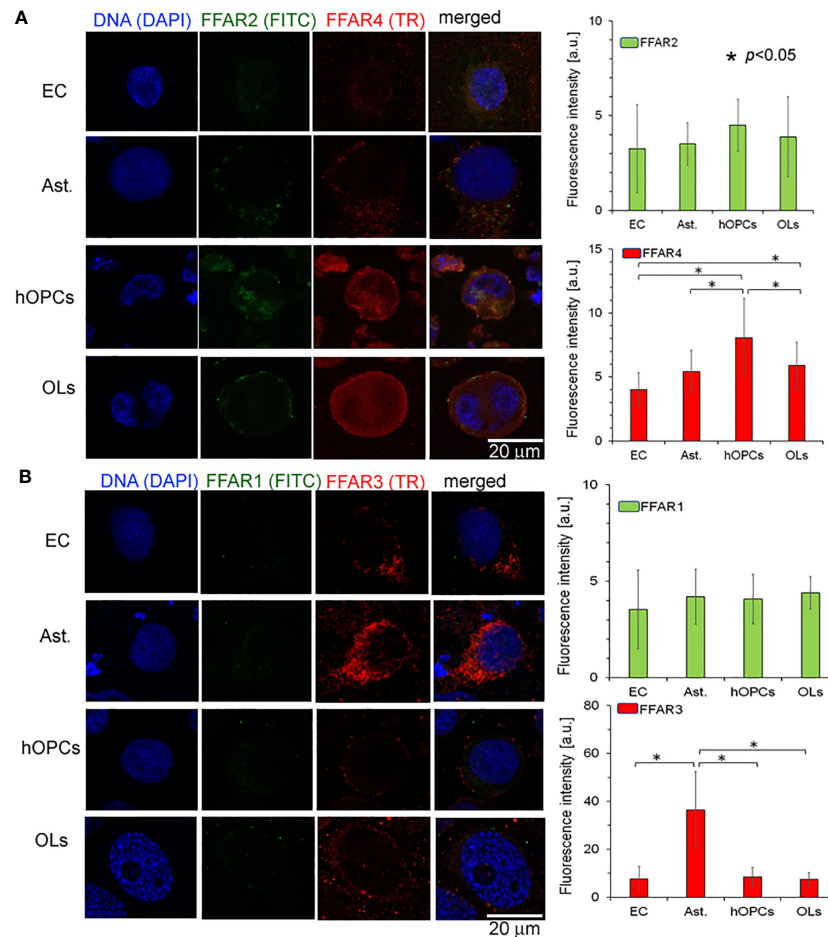 A
DNA (DAPI) FFAR2 (FITC) FFAR4 (TR) merged
EC
Ast.
hOPCs
OLs
20 μm
Fluorescence intensity [a.u.]
10
5
0
FFAR2
* p<0.05
EC Ast. hOPCs OLs
Fluorescence intensity [a.u.]
15
10
5
0
FFAR4
*
*
* *
EC Ast. hOPCs OLs
B
DNA (DAPI) FFAR1 (FITC) FFAR3 (TR) merged
EC
Ast.
hOPCs
OLs
20 μm
Fluorescence intensity [a.u.]
10
5
0
FFAR1
EC Ast. hOPCs OLs
Fluorescence intensity [a.u.]
80
60
40
20
0
FFAR3
*
* *
EC Ast. hOPCs OLs